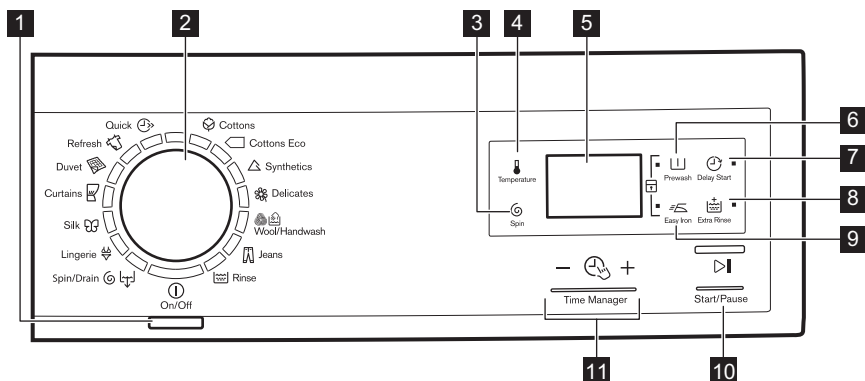 1
2
3
4
5
6
7
8
9
10
11
Quick
Refresh
Duvet
Curtains
Silk
Lingerie
Spin/Drain
On/Off
Cottons
Cottons Eco
Synthetics
Delicates
Wool/Handwash
Jeans
Rinse
Temperature
Spin
Prewash
Delay Start
Easy Iron
Extra Rinse
− +
Time Manager
Start/Pause